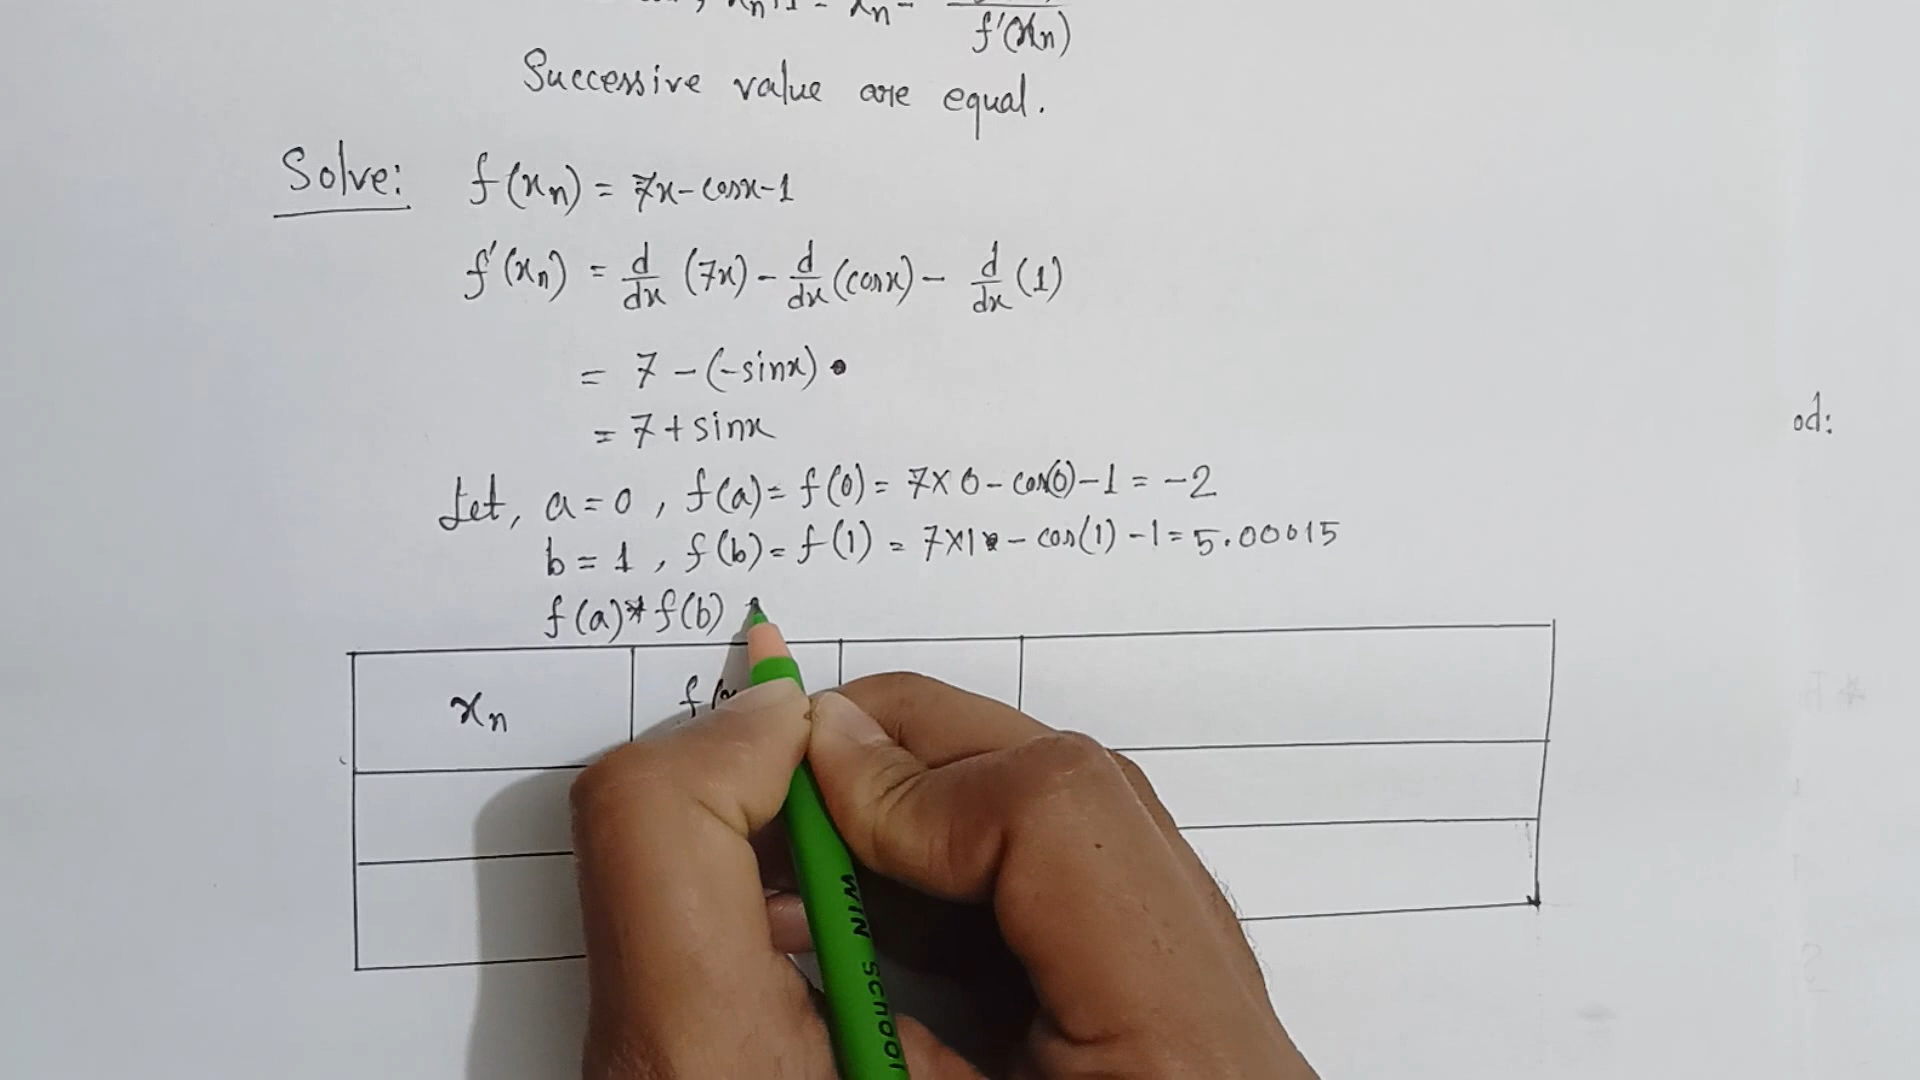 f'(xn)
Successive value are equal.
Solve: f(xn) = 7x-cosx-1
f'(xn) = d/dx (7x) - d/dx (cosx) - d/dx (1)
= 7 - (-sinx)
= 7 + sinx
Let, a = 0, f(a) = f(0) = 7×0 - cos(0) - 1 = -2
b = 1, f(b) = f(1) = 7×1 - cos(1) - 1 = 5.00015
f(a)* f(b)
xn
WIN SCHOOL
od: